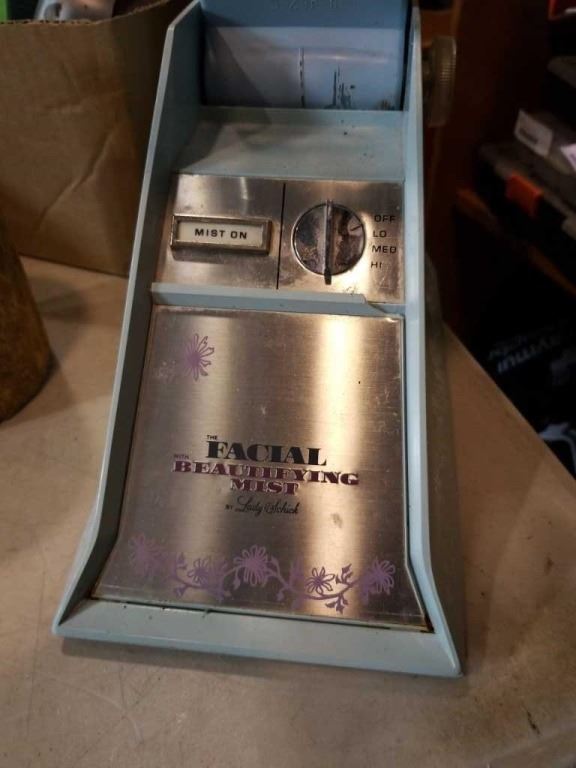 MIST ON
OFF
LO
MED
HI
THE
FACIAL
WITH
BEAUTIFYING
MIST
BY Lady Schick